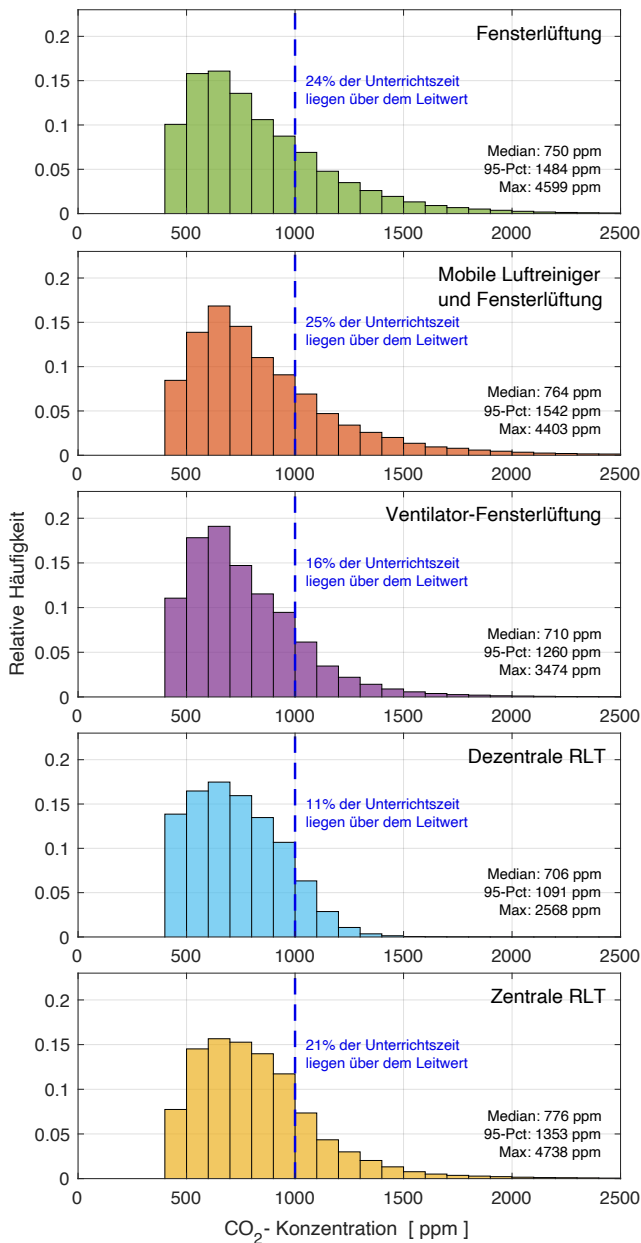 Fensterlüftung
24% der Unterrichtszeit
liegen über dem Leitwert
Median: 750 ppm
95-Pct: 1484 ppm
Max: 4599 ppm
0.2
0.15
0.1
0.05
0
0 500 1000 1500 2000 2500
Mobile Luftreiniger
und Fensterlüftung
25% der Unterrichtszeit
liegen über dem Leitwert
Median: 764 ppm
95-Pct: 1542 ppm
Max: 4403 ppm
0.2
0.15
0.1
0.05
0
0 500 1000 1500 2000 2500
Relative Häufigkeit
Ventilator-Fensterlüftung
16% der Unterrichtszeit
liegen über dem Leitwert
Median: 710 ppm
95-Pct: 1260 ppm
Max: 3474 ppm
0.2
0.15
0.1
0.05
0
0 500 1000 1500 2000 2500
Dezentrale RLT
11% der Unterrichtszeit
liegen über dem Leitwert
Median: 706 ppm
95-Pct: 1091 ppm
Max: 2568 ppm
0.2
0.15
0.1
0.05
0
0 500 1000 1500 2000 2500
Zentrale RLT
21% der Unterrichtszeit
liegen über dem Leitwert
Median: 776 ppm
95-Pct: 1353 ppm
Max: 4738 ppm
0.2
0.15
0.1
0.05
0
0 500 1000 1500 2000 2500
CO₂- Konzentration [ ppm ]